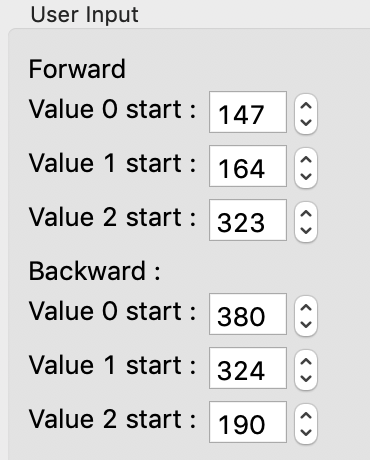 User Input
Forward
Value 0 start : 147
Value 1 start : 164
Value 2 start : 323
Backward :
Value 0 start : 380
Value 1 start : 324
Value 2 start : 190